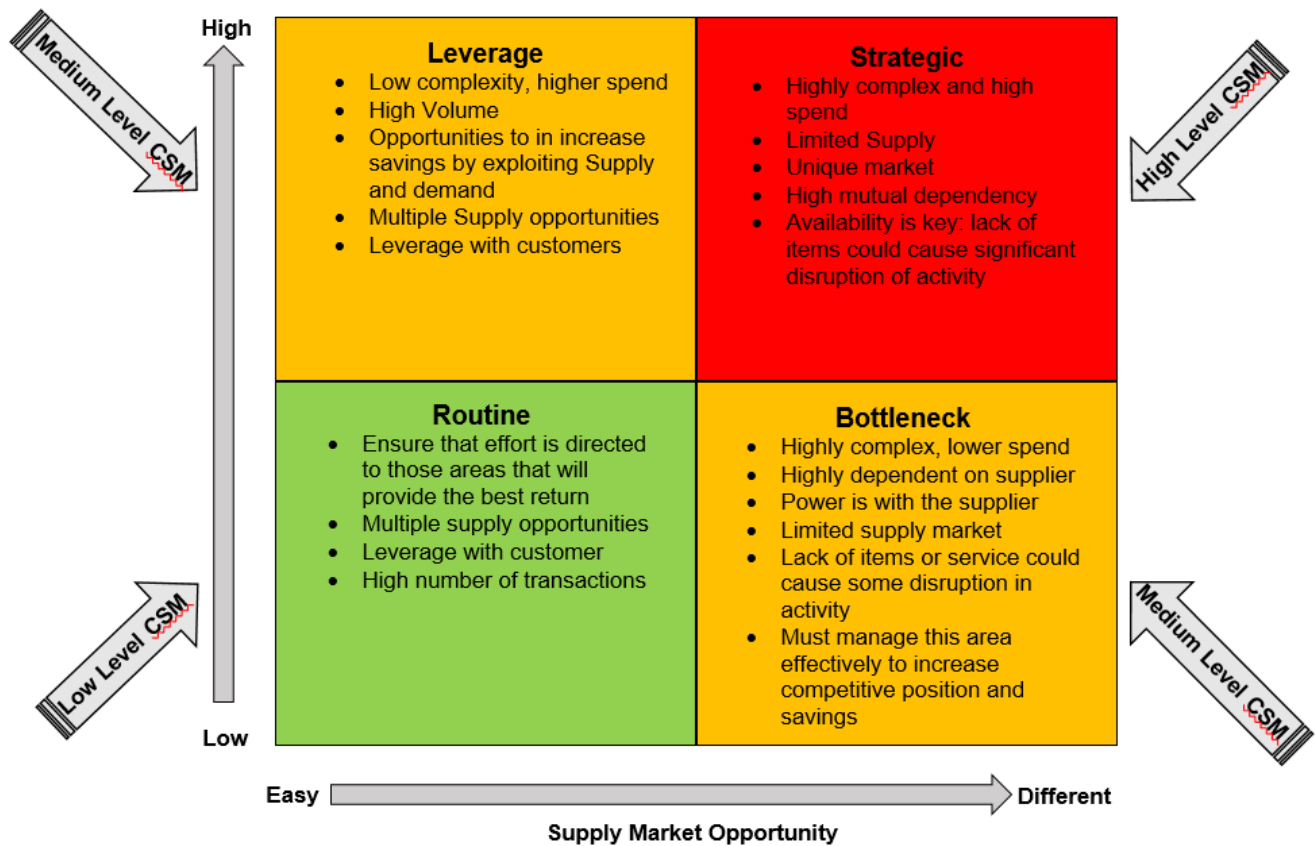 Medium Level CSM
High
Low Level CSM
Low
Leverage
• Low complexity, higher spend
• High Volume
• Opportunities to in increase
savings by exploiting Supply
and demand
• Multiple Supply opportunities
• Leverage with customers
Strategic
• Highly complex and high
spend
• Limited Supply
• Unique market
• High mutual dependency
• Availability is key: lack of
items could cause significant
disruption of activity
High Level CSM
Routine
• Ensure that effort is directed
to those areas that will
provide the best return
• Multiple supply opportunities
• Leverage with customer
• High number of transactions
Bottleneck
• Highly complex, lower spend
• Highly dependent on supplier
• Power is with the supplier
• Limited supply market
• Lack of items or service could
cause some disruption in
activity
• Must manage this area
effectively to increase
competitive position and
savings
Medium Level CSM
Easy
Different
Supply Market Opportunity